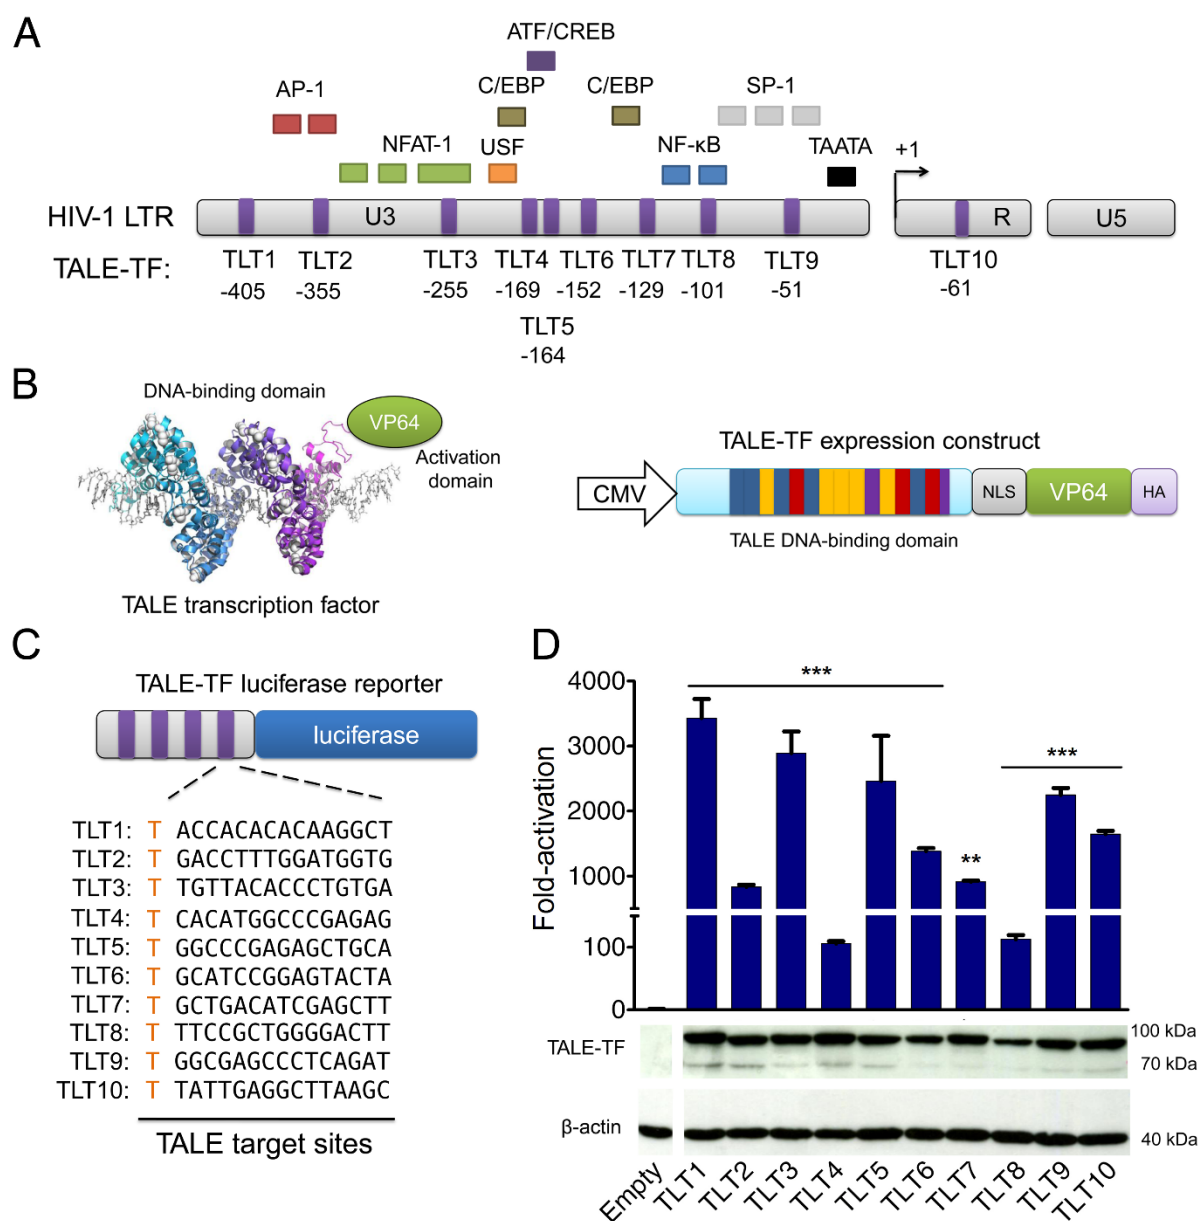 A
ATF/CREB
C/EBP
C/EBP
SP-1
AP-1
NFAT-1
USF
NF-κB
TAATA
+1
HIV-1 LTR
U3
R
U5
TALE-TF:
TLT1
TLT2
TLT3
TLT4
TLT6
TLT7
TLT8
TLT9
TLT10
-405
-355
-255
-169
-152
-129
-101
-51
-61
TLT5
-164
B
DNA-binding domain
VP64
Activation
domain
TALE transcription factor
TALE-TF expression construct
CMV
NLS
VP64
HA
TALE DNA-binding domain
C
TALE-TF luciferase reporter
luciferase
TLT1: T ACCACACACAAGGCT
TLT2: T GACCTTTGGATGGTG
TLT3: T TGTTACACCCTGTGA
TLT4: T CACATGGCCCGAGAG
TLT5: T GGCCCGAGAGCTGCA
TLT6: T GCATCCGGAGTACTA
TLT7: T GCTGACATCGAGCTT
TLT8: T TTCCGCTGGGGACTT
TLT9: T GGCGAGCCCTCAGAT
TLT10: T TATTGAGGCTTAAGC
TALE target sites
D
Fold-activation
4000
3000
2000
1000
100
0
***
**
***
TALE-TF
100 kDa
70 kDa
β-actin
40 kDa
Empty
TLT1
TLT2
TLT3
TLT4
TLT5
TLT6
TLT7
TLT8
TLT9
TLT10